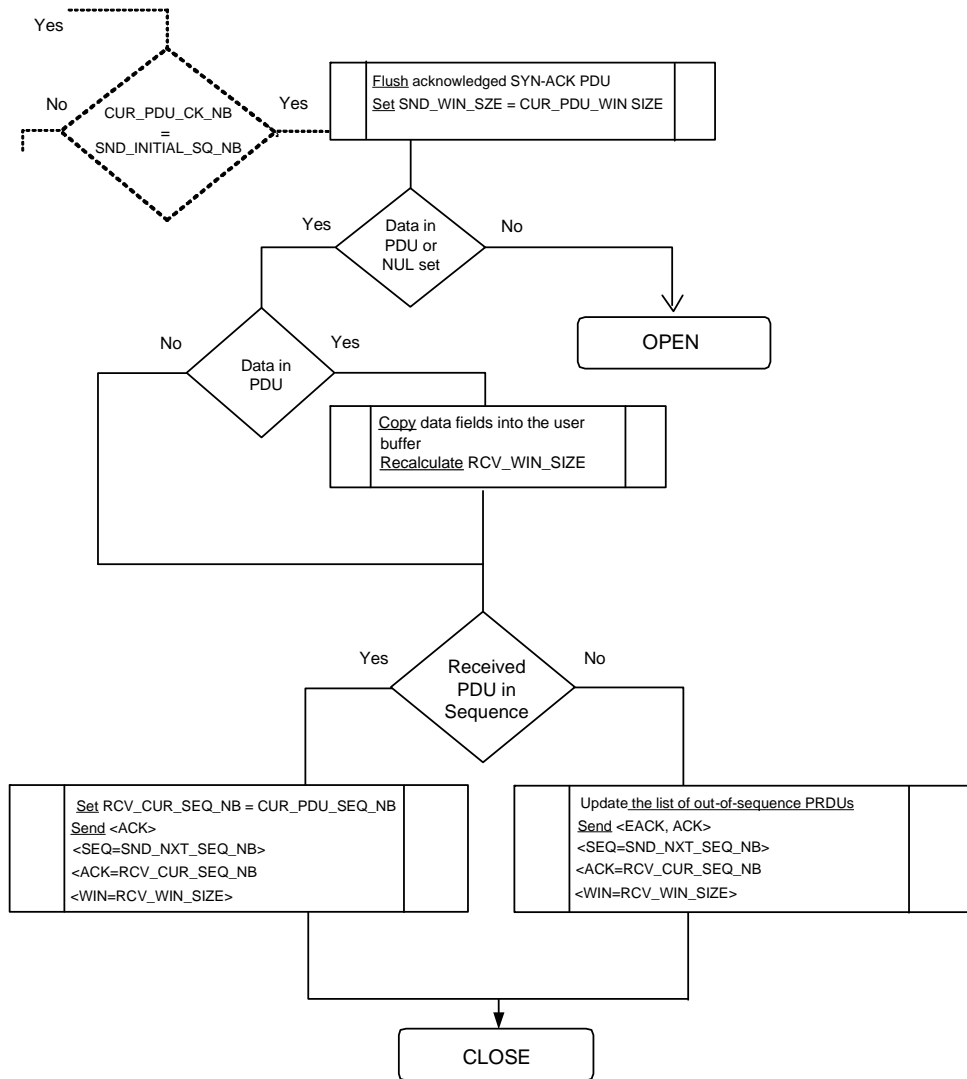 Yes
No
CUR_PDU_CK_NB
=
SND_INITIAL_SQ_NB
Yes
Flush acknowledged SYN-ACK PDU
Set SND_WIN_SZE = CUR_PDU_WIN SIZE
Yes
Data in
PDU or
NUL set
No
OPEN
No
Data in
PDU
Yes
Copy data fields into the user
buffer
Recalculate RCV_WIN_SIZE
Yes
Received
PDU in
Sequence
No
Set RCV_CUR_SEQ_NB = CUR_PDU_SEQ_NB
Send <ACK>
<SEQ=SND_NXT_SEQ_NB>
<ACK=RCV_CUR_SEQ_NB
<WIN=RCV_WIN_SIZE>
Update the list of out-of-sequence PRDUs
Send <EACK, ACK>
<SEQ=SND_NXT_SEQ_NB>
<ACK=RCV_CUR_SEQ_NB
<WIN=RCV_WIN_SIZE>
CLOSE